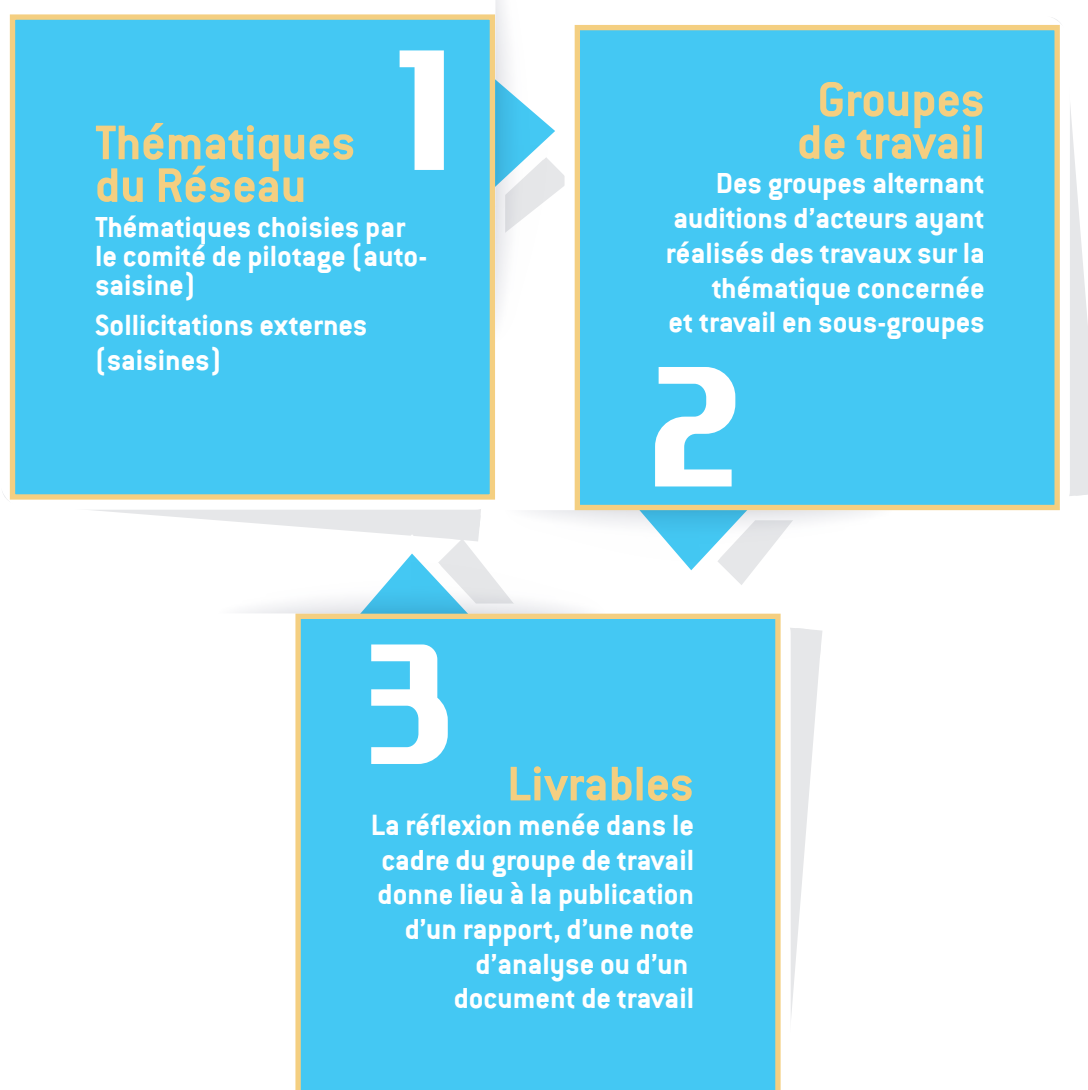 1
Thématiques
du Réseau
Thématiques choisies par
le comité de pilotage (auto-
saisine)
Sollicitations externes
(saisines)
Groupes
de travail
Des groupes alternant
auditions d’acteurs ayant
réalisés des travaux sur la
thématique concernée
et travail en sous-groupes
2
3
Livrables
La réflexion menée dans le
cadre du groupe de travail
donne lieu à la publication
d’un rapport, d’une note
d’analyse ou d’un
document de travail